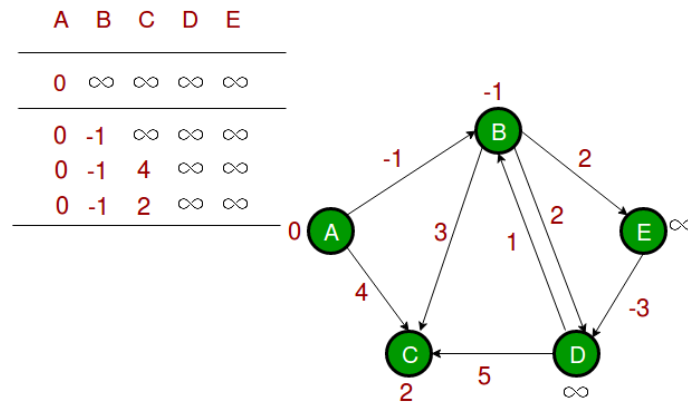 A B C D E
0 ∞ ∞ ∞ ∞
0 -1 ∞ ∞ ∞
0 -1 4 ∞ ∞
0 -1 2 ∞ ∞
-1
B
-1
2
0
A
3
2
1
E
∞
4
-3
C
5
D
2
∞